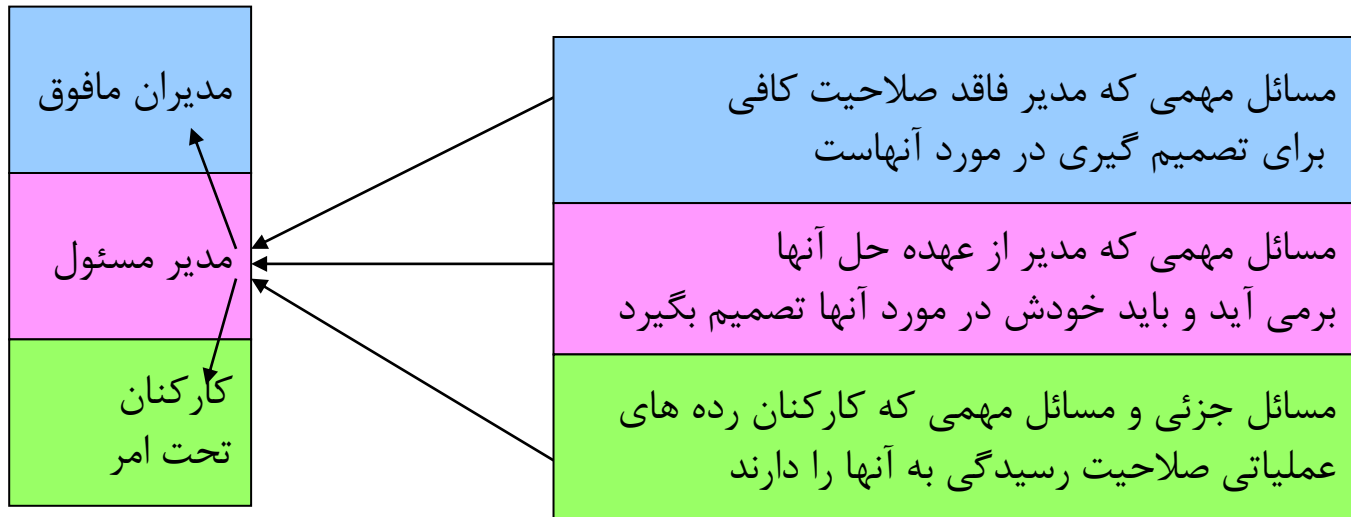 مسائل مهمی که مدیر فاقد صلاحیت کافی
برای تصمیم گیری در مورد آنهاست
مسائل مهمی که مدیر از عهده حل آنها
برمی آید و باید خودش در مورد آنها تصمیم بگیرد
مسائل جزئی و مسائل مهمی که کارکنان رده های
عملیاتی صلاحیت رسیدگی به آنها را دارند
مدیران مافوق
مدیر مسئول
کارکنان
تحت امر